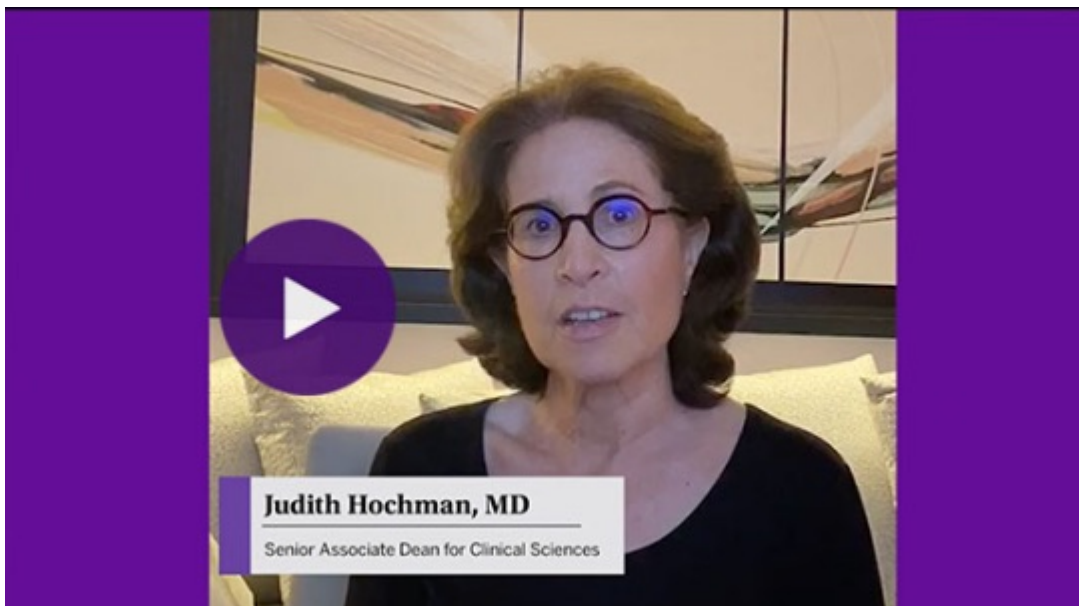 Judith Hochman, MD
Senior Associate Dean for Clinical Sciences